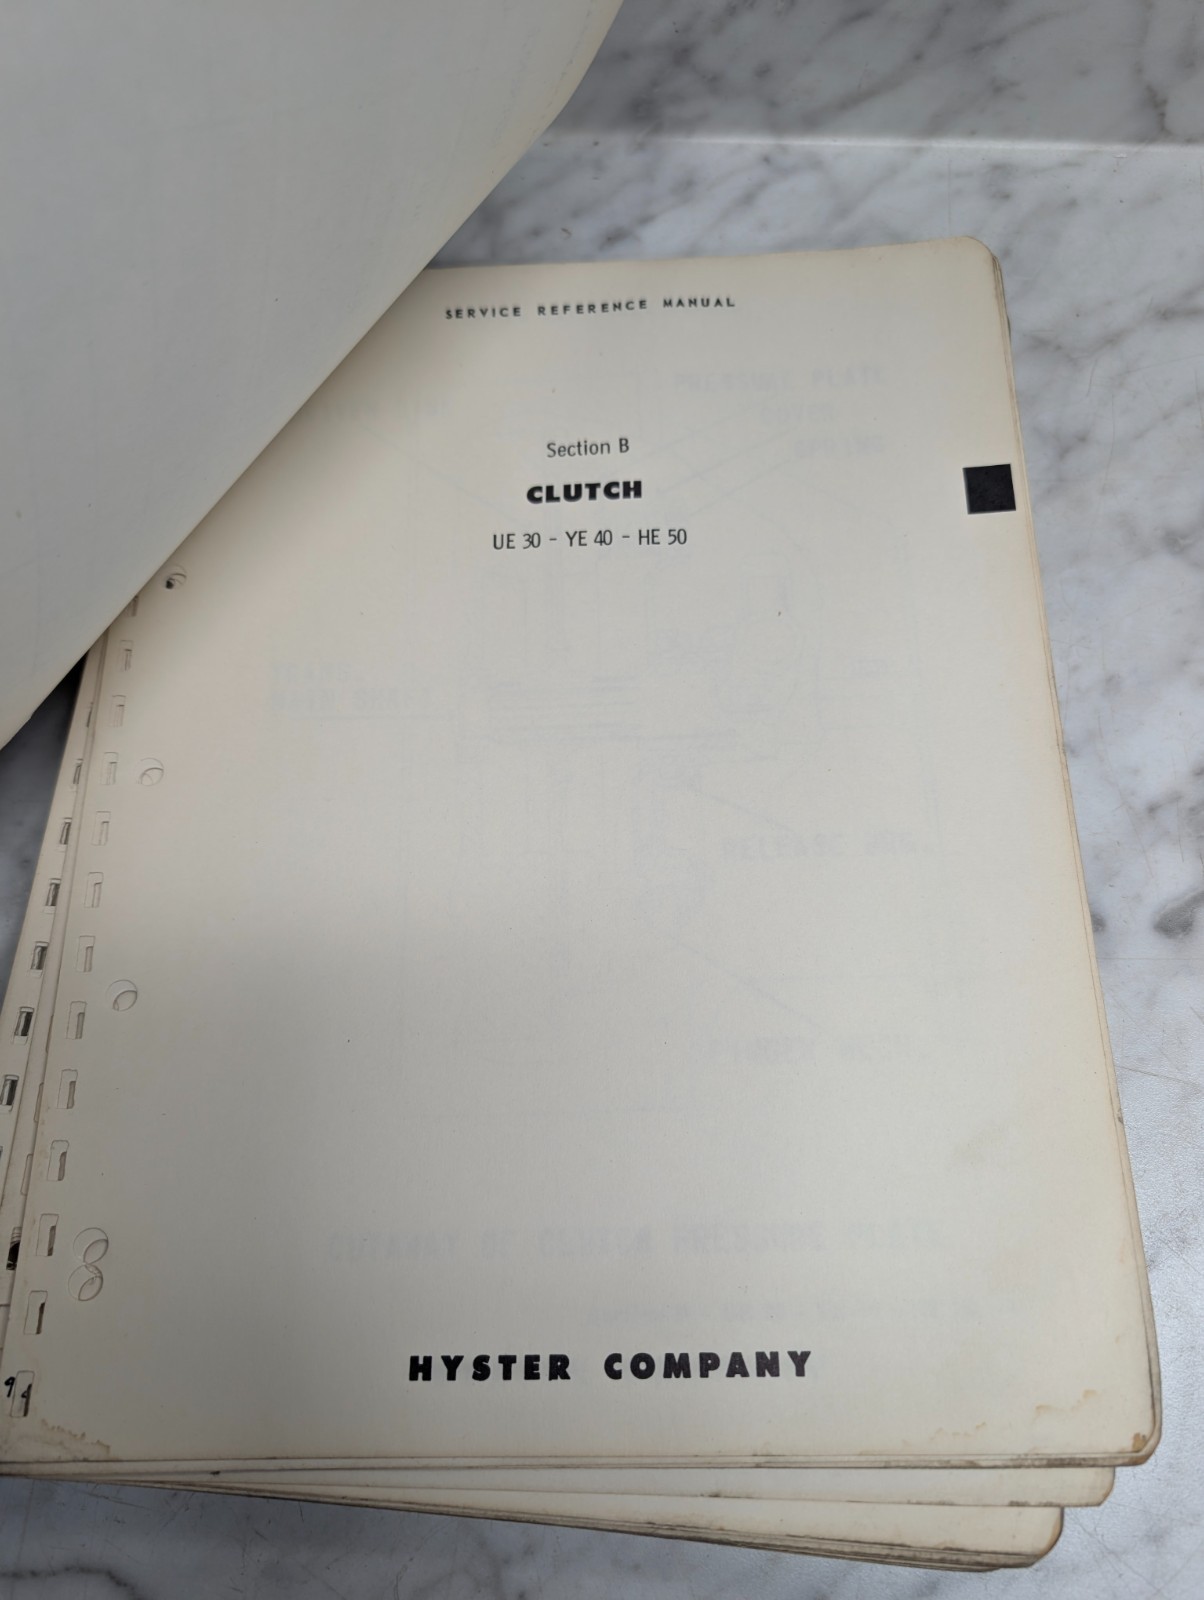 SERVICE REFERENCE MANUAL
Section B
CLUTCH
UE 30 - YE 40 - HE 50
HYSTER COMPANY